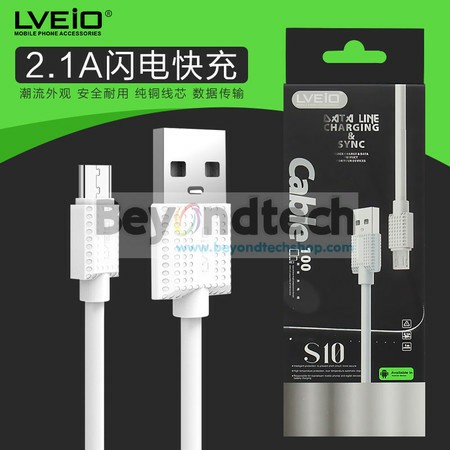 LVEIO®
MOBILE PHONE ACCESSORIES
2.1A闪电快充
潮流外观 安全耐用 纯铜线芯 数据传输
LVEIO
DATA LINE
CHARGING
&
SYNC
Cable
100
S10
Beyondtech
www.beyondtechshop.com